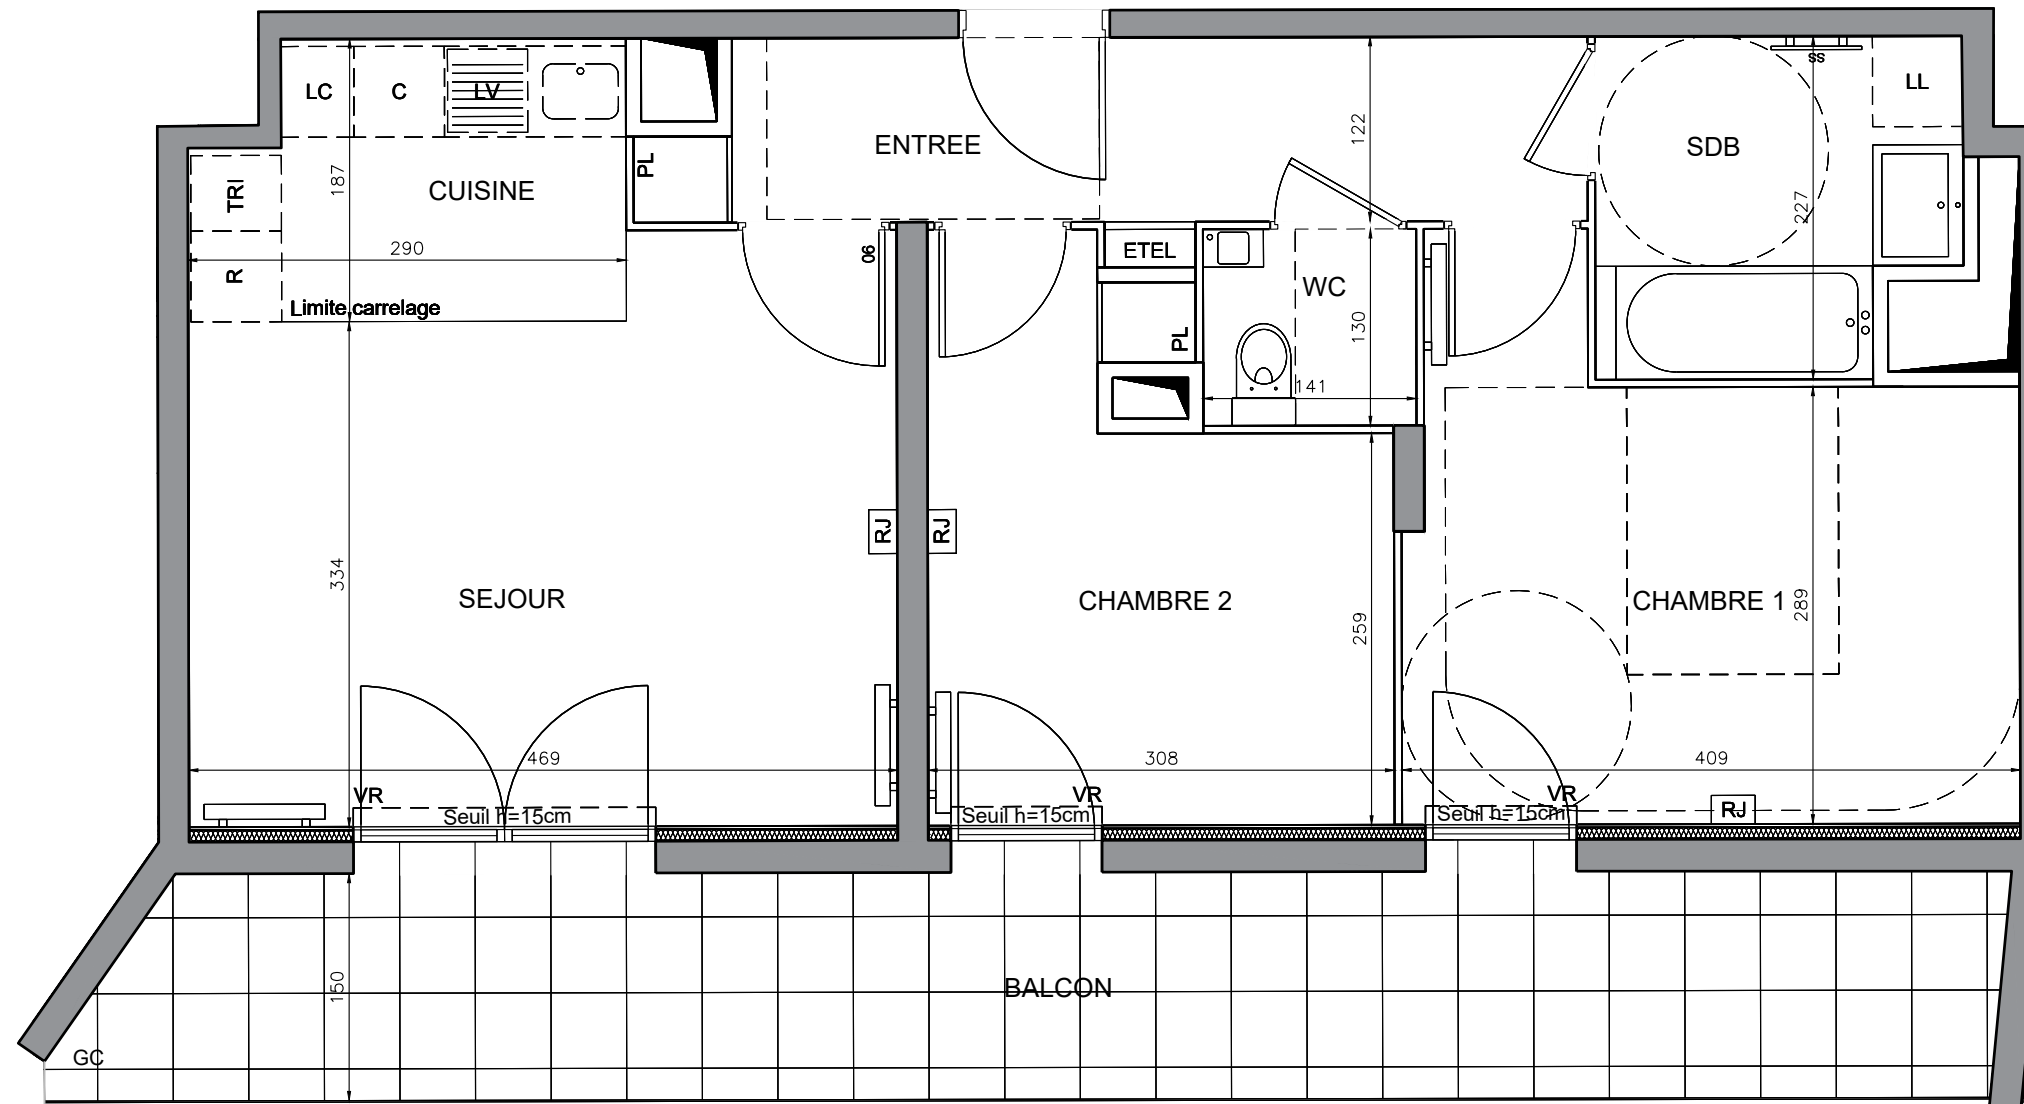 SS
LC
C
LV
LL
122
ENTREE
SDB
PL
187
CUISINE
TRI
227
290
06
ETEL
R
WC
Limite carrelage
130
PL
141
RJ
RJ
334
SEJOUR
CHAMBRE 2
CHAMBRE 1
289
259
469
308
409
VR
VR
VR
Seuil h=15cm
Seuil h=15cm
Seuil h=15cm
RJ
150
BALCON
GC